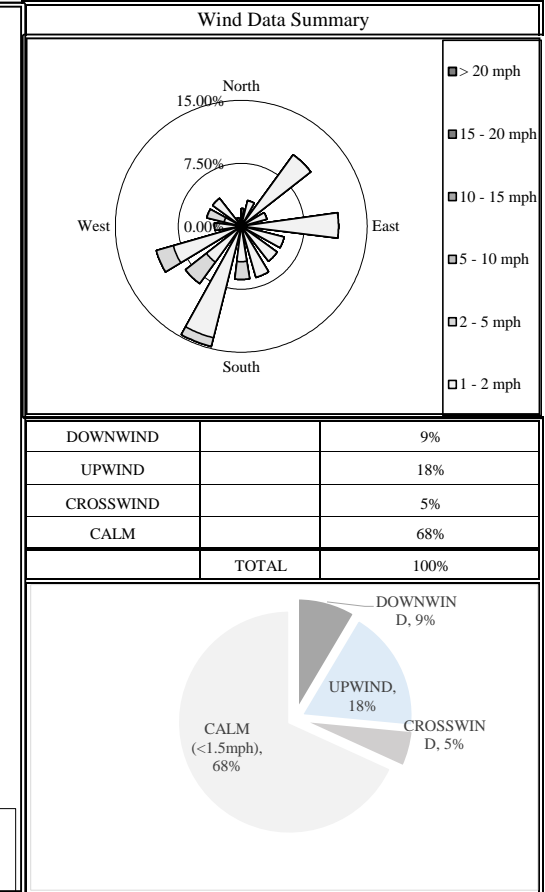 Wind Data Summary
North
15.00%
7.50%
0.00%
West
East
South
> 20 mph
15 - 20 mph
10 - 15 mph
5 - 10 mph
2 - 5 mph
1 - 2 mph
DOWNWIND 9%
UPWIND 18%
CROSSWIND 5%
CALM 68%
TOTAL 100%
DOWNWIN
D, 9%
UPWIND,
18%
CROSSWIN
D, 5%
CALM
(<1.5mph),
68%